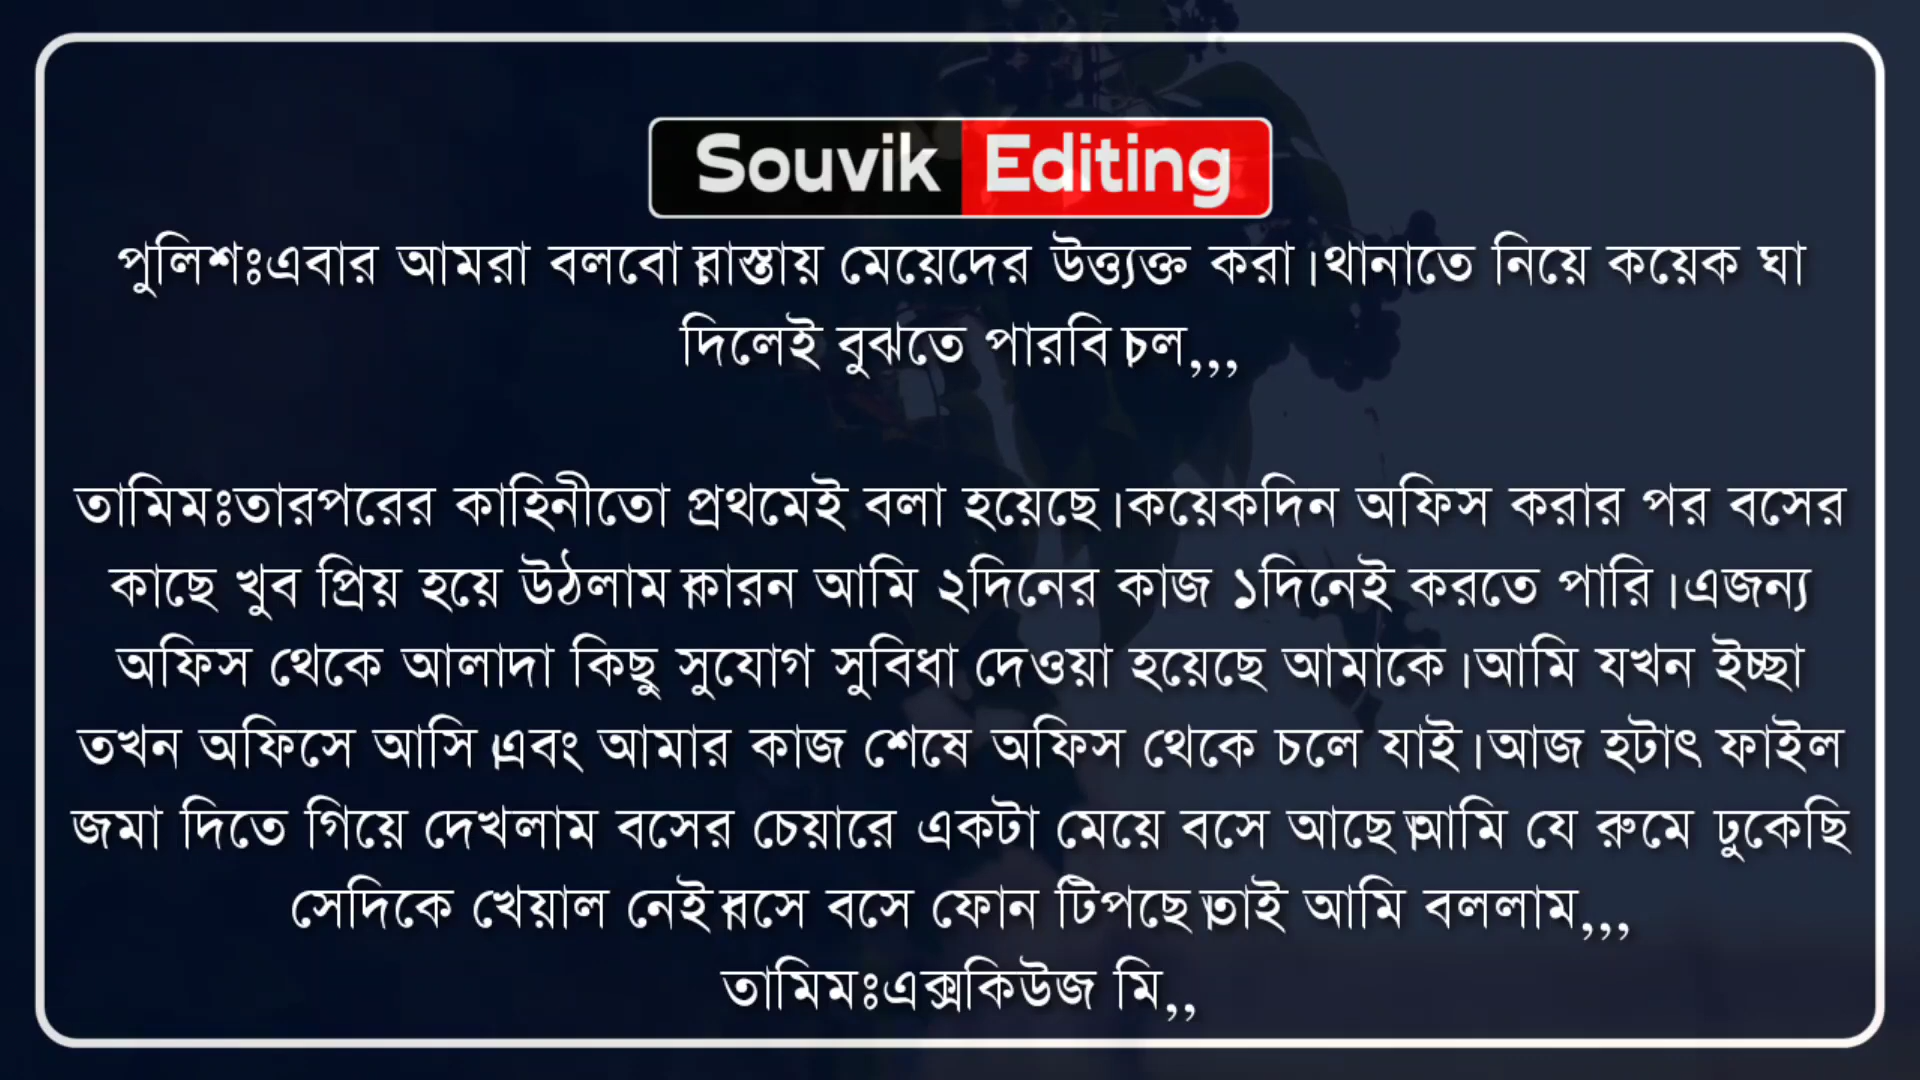 Souvik Editing
পুলিশঃএবার আমরা বলবো।রাস্তায় মেয়েদের উত্ত্যক্ত করা।থানাতে নিয়ে কয়েক ঘা
দিলেই বুঝতে পারবি।চল,,,
তামিমঃতারপরের কাহিনীতো প্রথমেই বলা হয়েছে।কয়েকদিন অফিস করার পর বসের
কাছে খুব প্রিয় হয়ে উঠলাম।কারন আমি ২দিনের কাজ ১দিনেই করতে পারি।এজন্য
অফিস থেকে আলাদা কিছু সুযোগ সুবিধা দেওয়া হয়েছে আমাকে।আমি যখন ইচ্ছা
তখন অফিসে আসি।এবং আমার কাজ শেষে অফিস থেকে চলে যাই।আজ হটাৎ ফাইল
জমা দিতে গিয়ে দেখলাম বসের চেয়ারে একটা মেয়ে বসে আছে।আমি যে রুমে ঢুকেছি
সেদিকে খেয়াল নেই।বসে বসে ফোন টিপছে।তাই আমি বললাম,,,
তামিমঃএক্সকিউজ মি,,